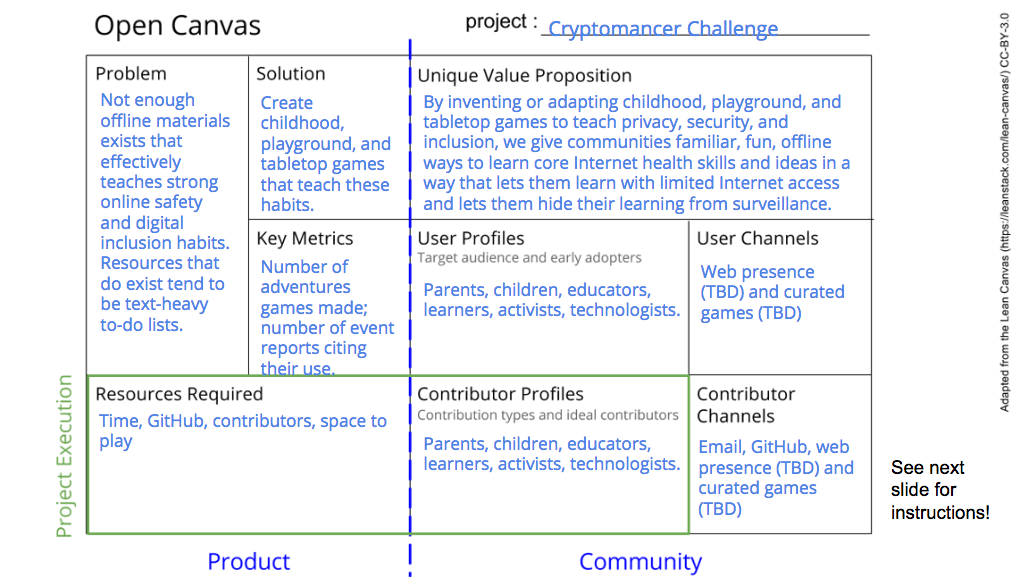 Open Canvas
project : Cryptomancer Challenge
Problem
Not enough
offline materials
exists that
effectively
teaches strong
online safety
and digital
inclusion habits.
Resources that
do exist tend to
be text-heavy
to-do lists.
Solution
Create
childhood,
playground, and
tabletop games
that teach these
habits.
Key Metrics
Number of
adventures
games made;
number of event
reports citing
their use.
Unique Value Proposition
By inventing or adapting childhood, playground, and
tabletop games to teach privacy, security, and
inclusion, we give communities familiar, fun, offline
ways to learn core Internet health skills and ideas in a
way that lets them learn with limited Internet access
and lets them hide their learning from surveillance.
User Profiles
Target audience and early adopters
Parents, children, educators,
learners, activists, technologists.
User Channels
Web presence
(TBD) and curated
games (TBD)
Resources Required
Time, GitHub, contributors, space to
play
Contributor Profiles
Contribution types and ideal contributors
Parents, children, educators,
learners, activists, technologists.
Contributor
Channels
Email, GitHub, web
presence (TBD) and
curated games
(TBD)
Project Execution
Product
Community
See next
slide for
instructions!
Adapted from the Lean Canvas (https://leanstack.com/lean-canvas/) CC-BY-3.0